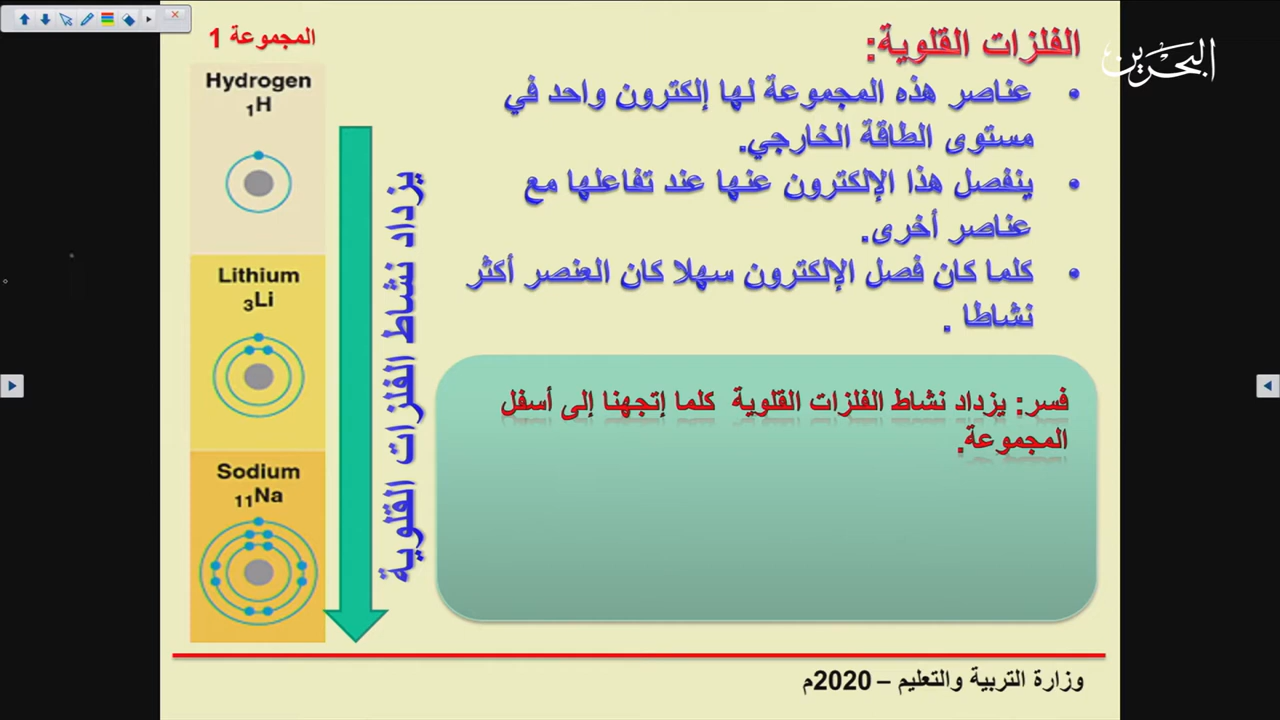 البحرين
الفلزات القلوية:
• عناصر هذه المجموعة لها إلكترون واحد في
مستوى الطاقة الخارجي.
• ينفصل هذا الإلكترون عنها عند تفاعلها مع
عناصر أخرى.
• كلما كان فصل الإلكترون سهلا كان العنصر أكثر
نشاطا .
المجموعة 1
Hydrogen
₁H
Lithium
₃Li
Sodium
₁₁Na
يزداد نشاط الفلزات القلوية
فسر: يزداد نشاط الفلزات القلوية كلما إتجهنا إلى أسفل
المجموعة.
وزارة التربية والتعليم – 2020م